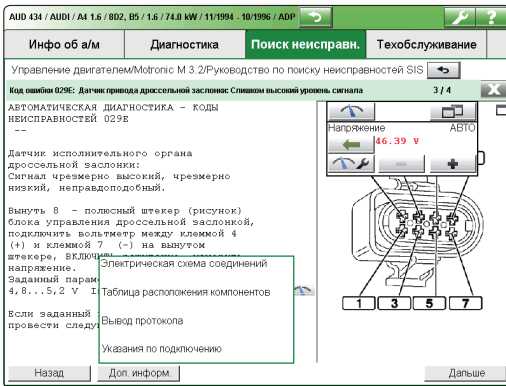 AUD 434 / AUDI / A4 1.6 / 8D2, B5 / 1.6 / 74.0 kW / 11/1994 - 10/1996 / ADP
?
Инфо об а/м
Диагностика
Поиск неисправн.
Техобслуживание
Управление двигателем/Motronic M 3.2/Руководство по поиску неисправностей SIS
Код ошибки 029E: Датчик привода дроссельной заслонки: Слишком высокий уровень сигнала
3 / 4
X
АВТОМАТИЧЕСКАЯ ДИАГНОСТИКА – КОДЫ
НЕИСПРАВНОСТЕЙ 029E
--
Датчик исполнительного органа
дроссельной заслонки:
Сигнал чрезмерно высокий, чрезмерно
низкий, неправдоподобный.
Вынуть 8 – полюсный штекер (рисунок)
блока управления дроссельной заслонкой,
подключить вольтметр между клеммой 4
(+) и клеммой 7 (-) на вынутом
штекере,
напряжение.
Заданный
4,8...5,2 V
Если заданный
провести
Напряжение
АВТО
46.39 V
1
3
5
7
Электрическая схема соединений
Таблица расположения компонентов
Вывод протокола
Указания по подключению
Назад
Доп. информ.
Дальше